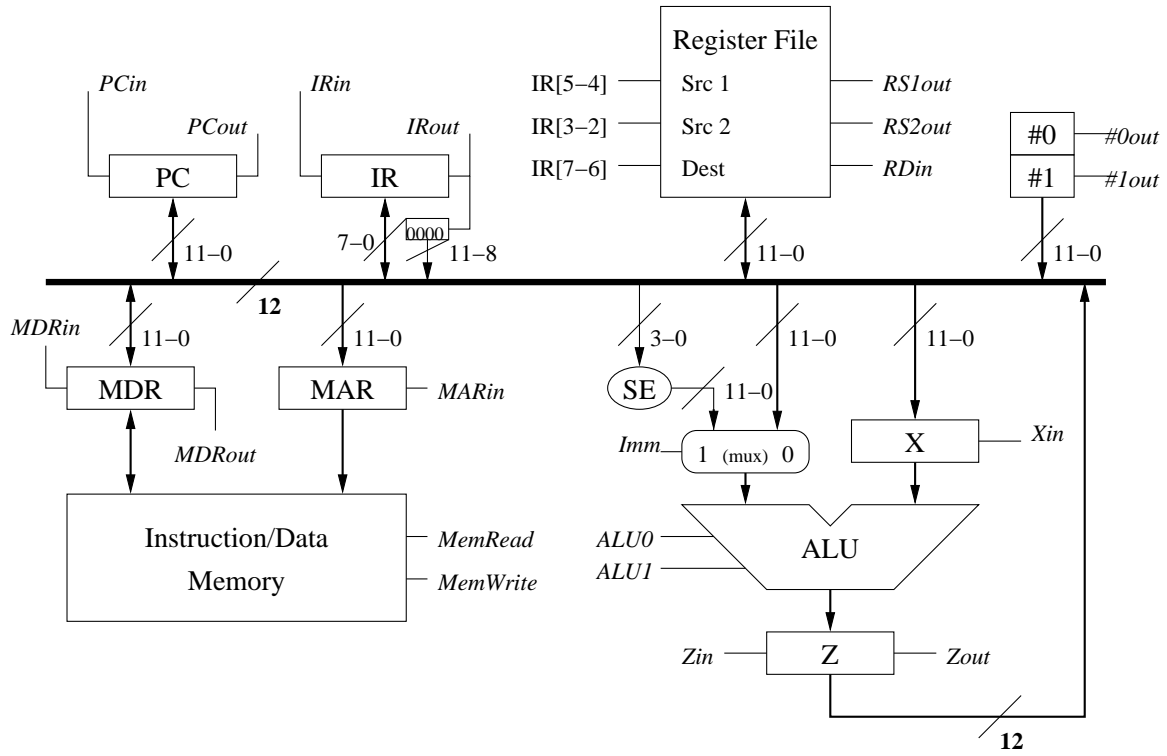 Register File
PCin
IRin
IR[5–4]
Src 1
RS1out
PCout
IRout
IR[3–2]
Src 2
RS2out
#0
#0out
PC
IR
IR[7–6]
Dest
RDin
#1
#1out
0000
11–0
7–0
11–8
11–0
11–0
12
MDRin
11–0
11–0
3–0
11–0
11–0
MDR
MAR
MARin
SE
11–0
MDRout
Imm
1 (mux) 0
X
Xin
Instruction/Data
Memory
MemRead
MemWrite
ALU0
ALU1
ALU
Zin
Z
Zout
12